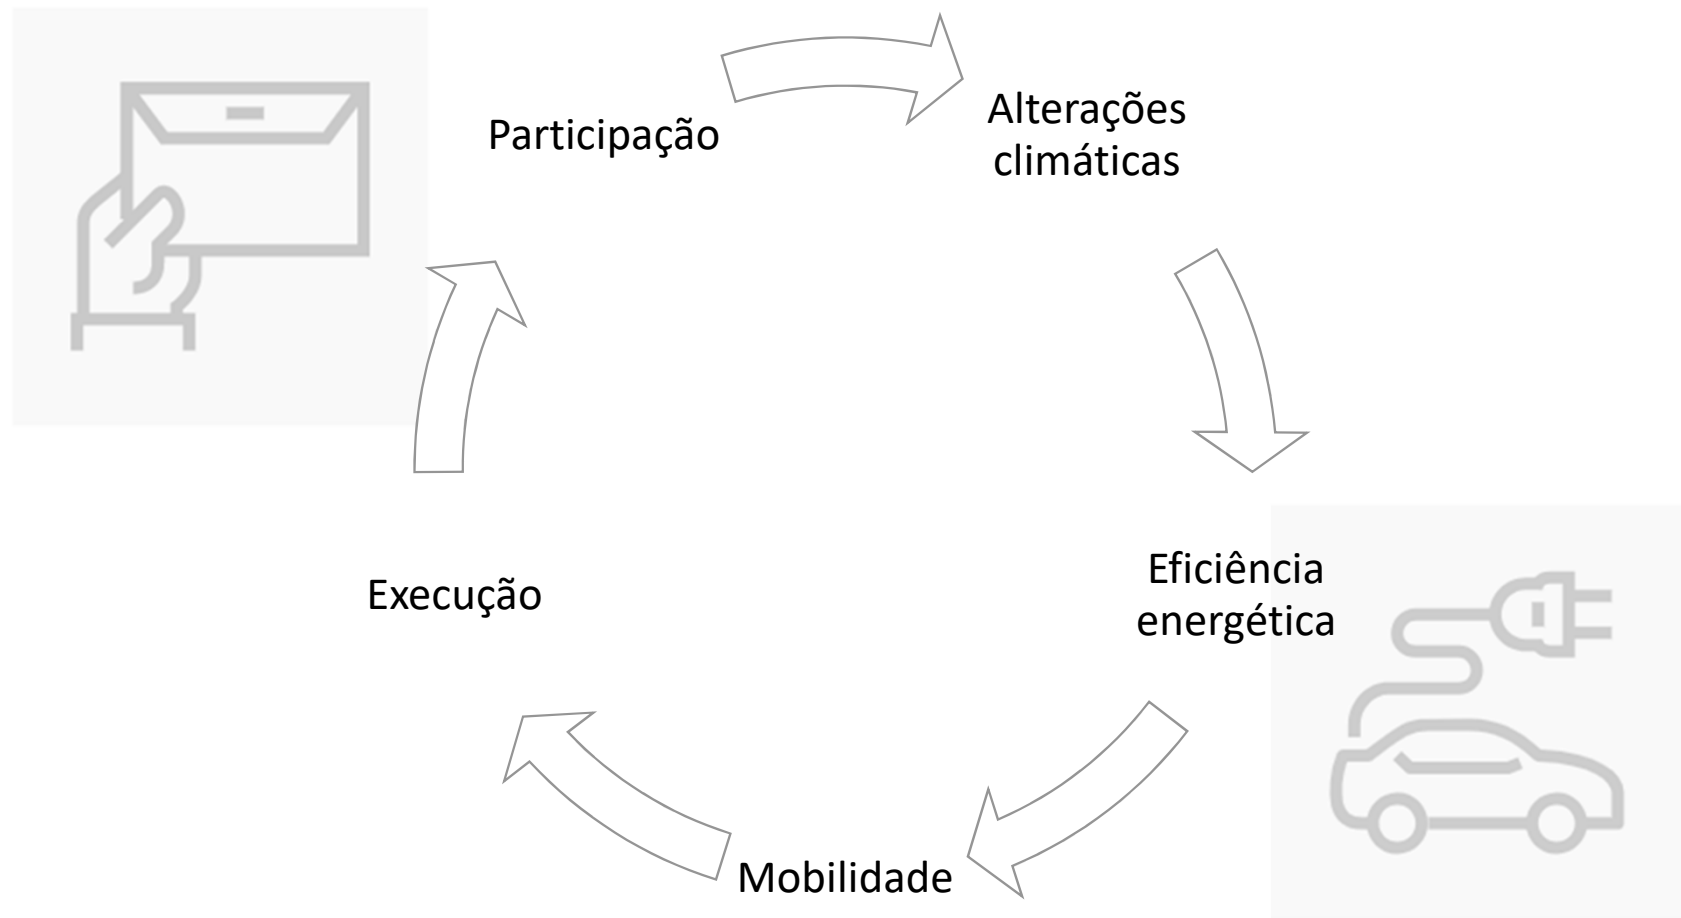 Participação
Alterações
climáticas
Eficiência
energética
Mobilidade
Execução